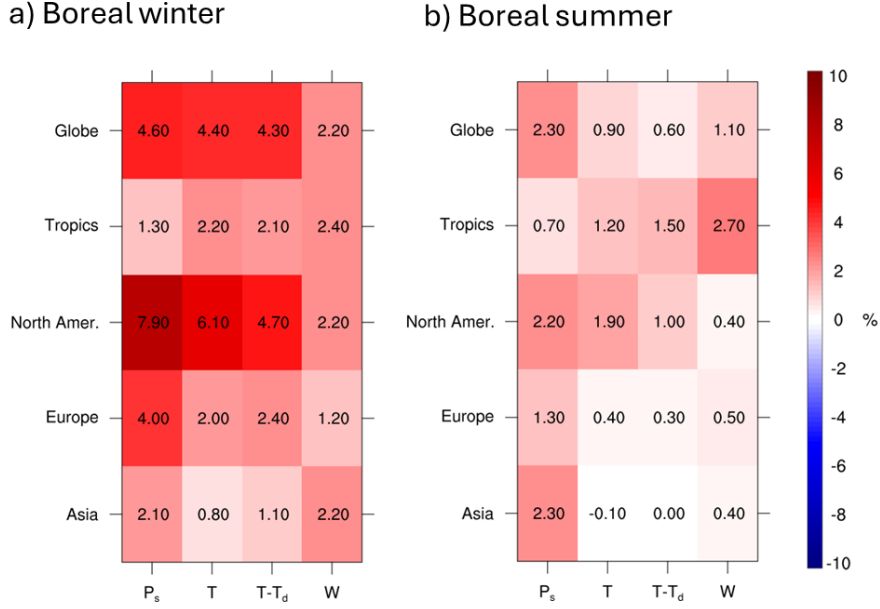 a) Boreal winter
b) Boreal summer
Globe 4.60 4.40 4.30 2.20
Tropics 1.30 2.20 2.10 2.40
North Amer. 7.90 6.10 4.70 2.20
Europe 4.00 2.00 2.40 1.20
Asia 2.10 0.80 1.10 2.20
Ps T T-Td W
Globe 2.30 0.90 0.60 1.10
Tropics 0.70 1.20 1.50 2.70
North Amer. 2.20 1.90 1.00 0.40
Europe 1.30 0.40 0.30 0.50
Asia 2.30 -0.10 0.00 0.40
Ps T T-Td W
10
8
6
4
2
0 %
-2
-4
-6
-8
-10